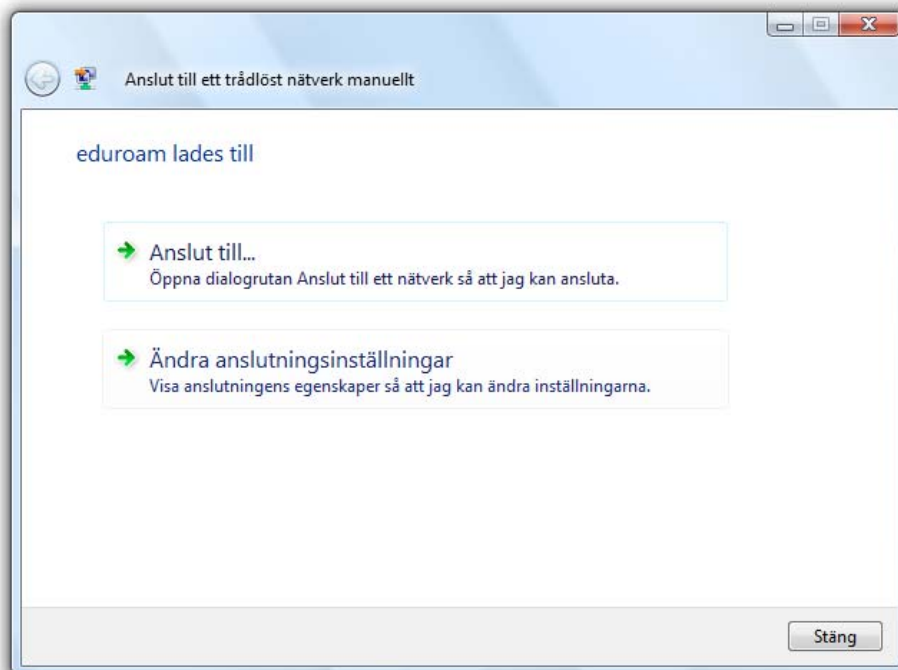 Anslut till ett trådlöst nätverk manuellt
eduroam lades till
Anslut till...
Öppna dialogrutan Anslut till ett nätverk så att jag kan ansluta.
Ändra anslutningsinställningar
Visa anslutningens egenskaper så att jag kan ändra inställningarna.
Stäng